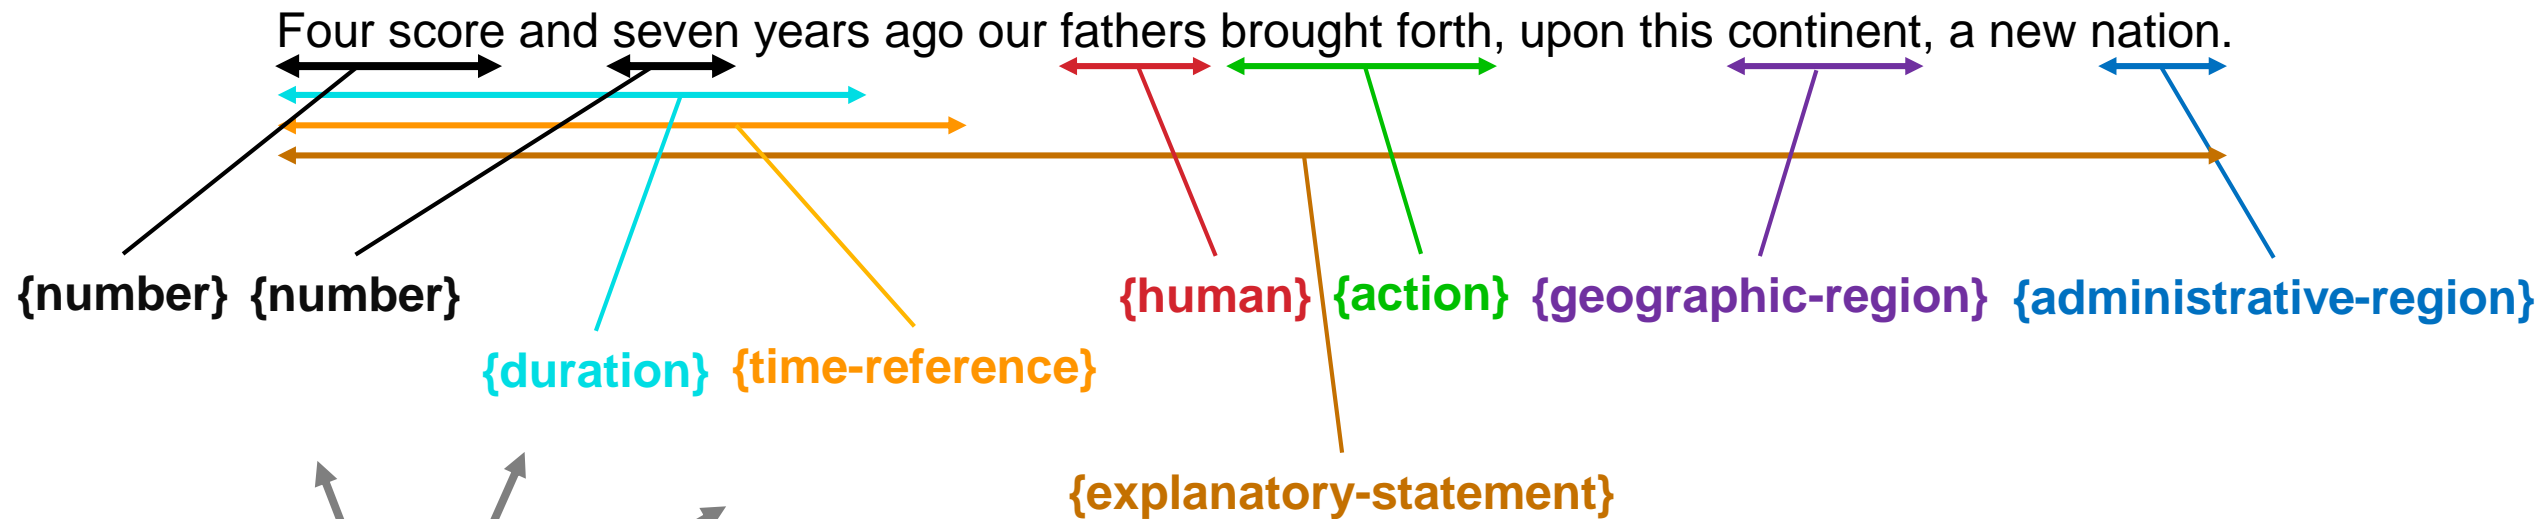 Four score and seven years ago our fathers brought forth, upon this continent, a new nation.
{number} {number} {human} {action} {geographic-region} {administrative-region}
{duration} {time-reference}
{explanatory-statement}